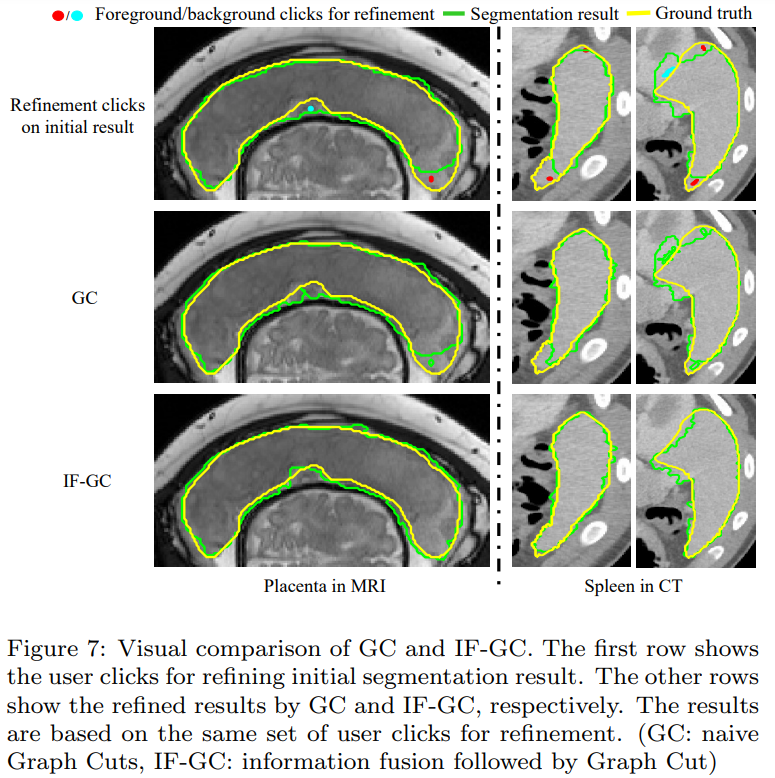 Foreground/background clicks for refinement Segmentation result Ground truth
Refinement clicks
on initial result
GC
IF-GC
Placenta in MRI Spleen in CT
Figure 7: Visual comparison of GC and IF-GC. The first row shows
the user clicks for refining initial segmentation result. The other rows
show the refined results by GC and IF-GC, respectively. The results
are based on the same set of user clicks for refinement. (GC: naive
Graph Cuts, IF-GC: information fusion followed by Graph Cut)